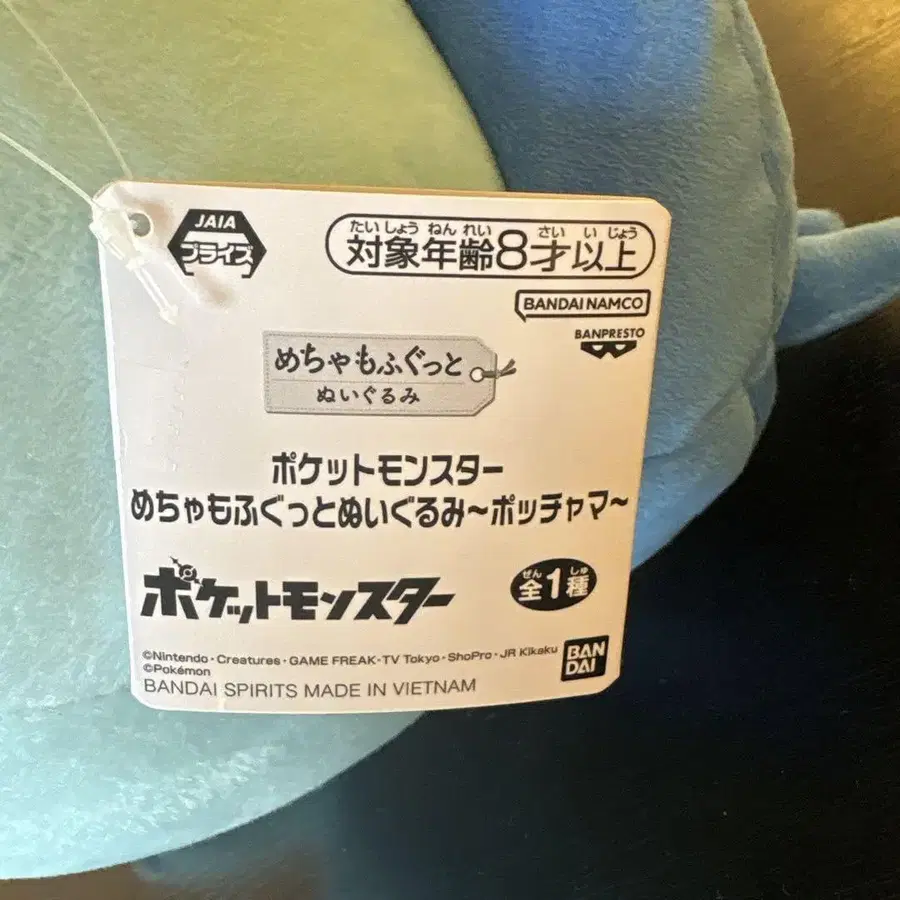 JAIA
プライズ
たいしょうねんれい さい いじょう
対象年齢8才以上
BANDAI NAMCO
BANPRESTO
めちゃもふぐっと
ぬいぐるみ
ポケットモンスター
めちゃもふぐっとぬいぐるみ~ポッチャマ~
ポケットモンスター
ぜん しゅ
全1種
©Nintendo・Creatures・GAME FREAK・TV Tokyo・ShoPro・JR Kikaku
©Pokémon
BANDAI SPIRITS MADE IN VIETNAM
BAN
DAI